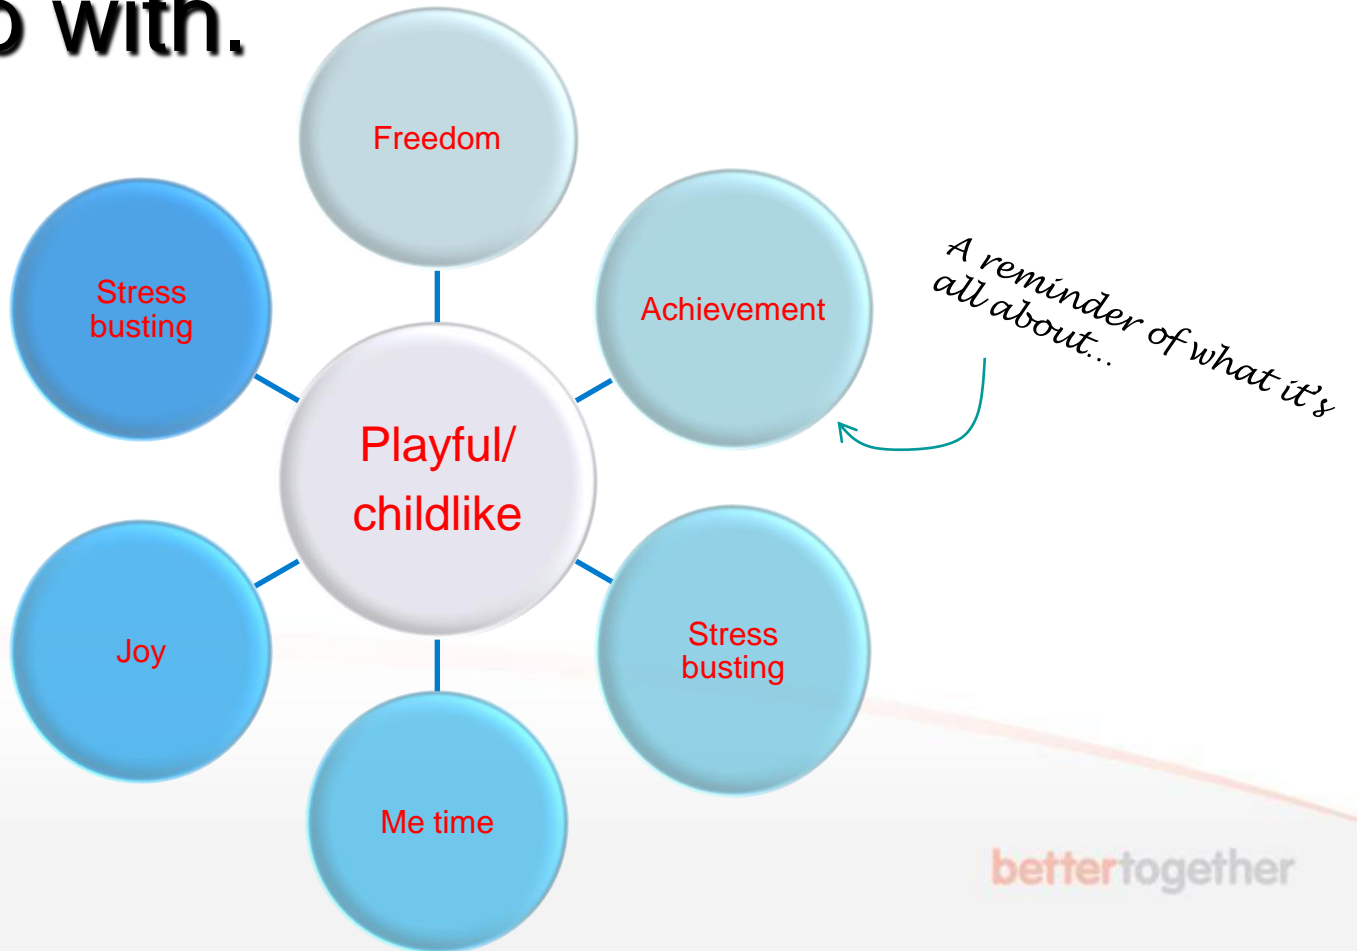 with.
Freedom
Stress
busting
Achievement
A reminder of what it's
all about...
Playful/
childlike
Joy
Stress
busting
Me time
bettertogether